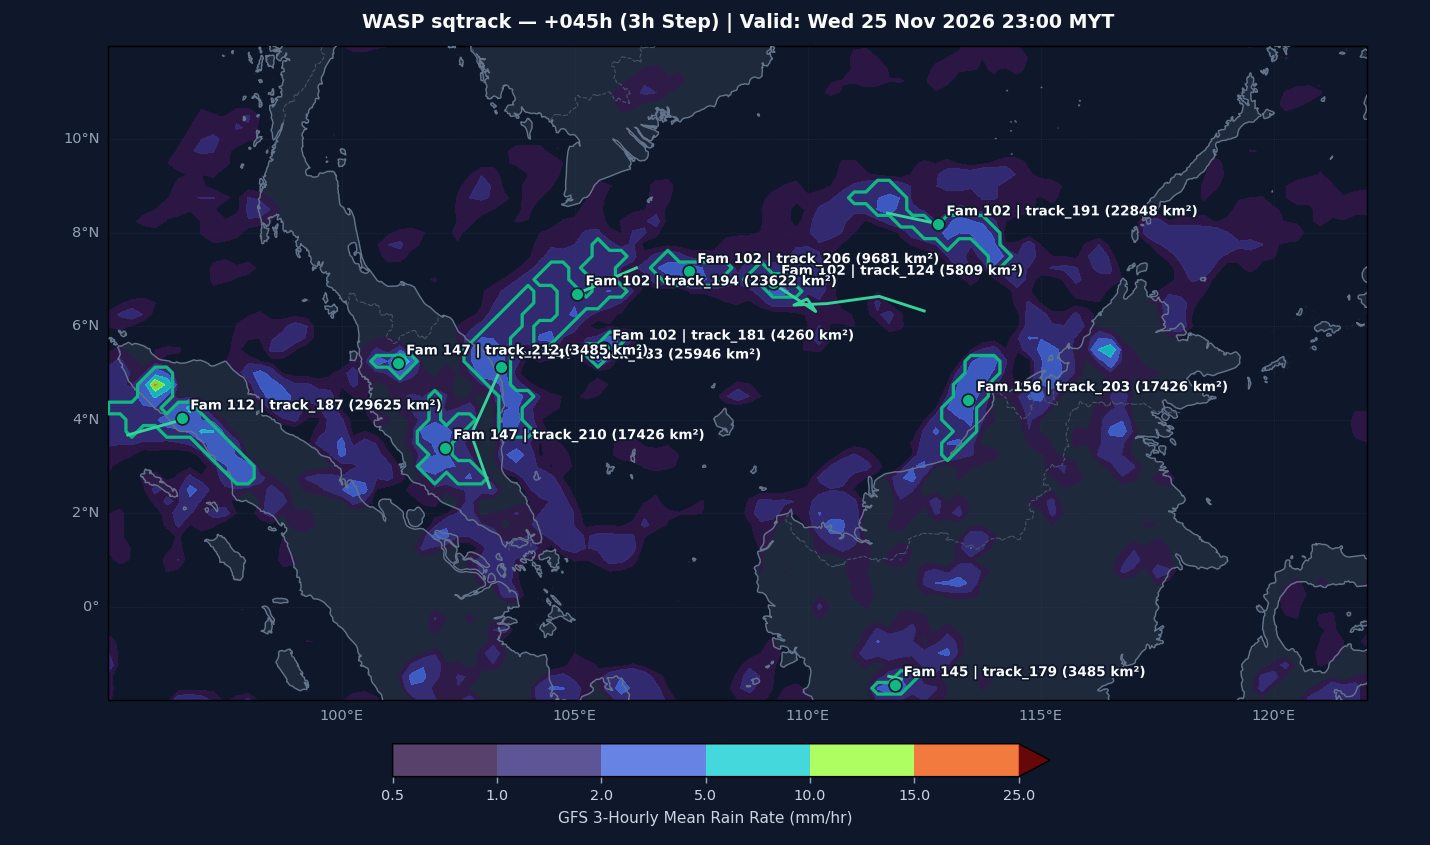 WASP sqtrack — +045h (3h Step) | Valid: Wed 25 Nov 2026 23:00 MYT
10°N
8°N
6°N
4°N
2°N
0°
Fam 102 | track_191 (22848 km²)
Fam 102 | track_206 (9681 km²)
Fam 102 | track_124 (5809 km²)
Fam 102 | track_194 (23622 km²)
Fam 102 | track_181 (4260 km²)
Fam 147 | track_212 (3485 km²)
(25946 km²)
Fam 156 | track_203 (17426 km²)
Fam 112 | track_187 (29625 km²)
Fam 147 | track_210 (17426 km²)
Fam 145 | track_179 (3485 km²)
100°E 105°E 110°E 115°E 120°E
0.5 1.0 2.0 5.0 10.0 15.0 25.0
GFS 3-Hourly Mean Rain Rate (mm/hr)